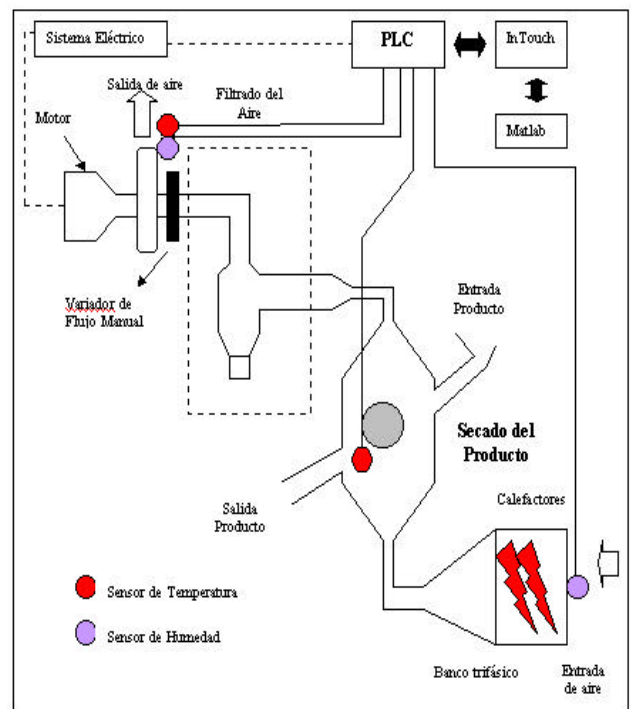 Sistema Eléctrico
PLC
InTouch
Salida de aire
Filtrado del
Aire
Motor
Matlab
Variador de
Flujo Manual
Entrada
Producto
Secado del
Producto
Salida
Producto
Calefactores
Sensor de Temperatura
Sensor de Humedad
Banco trifásico
Entrada
de aire